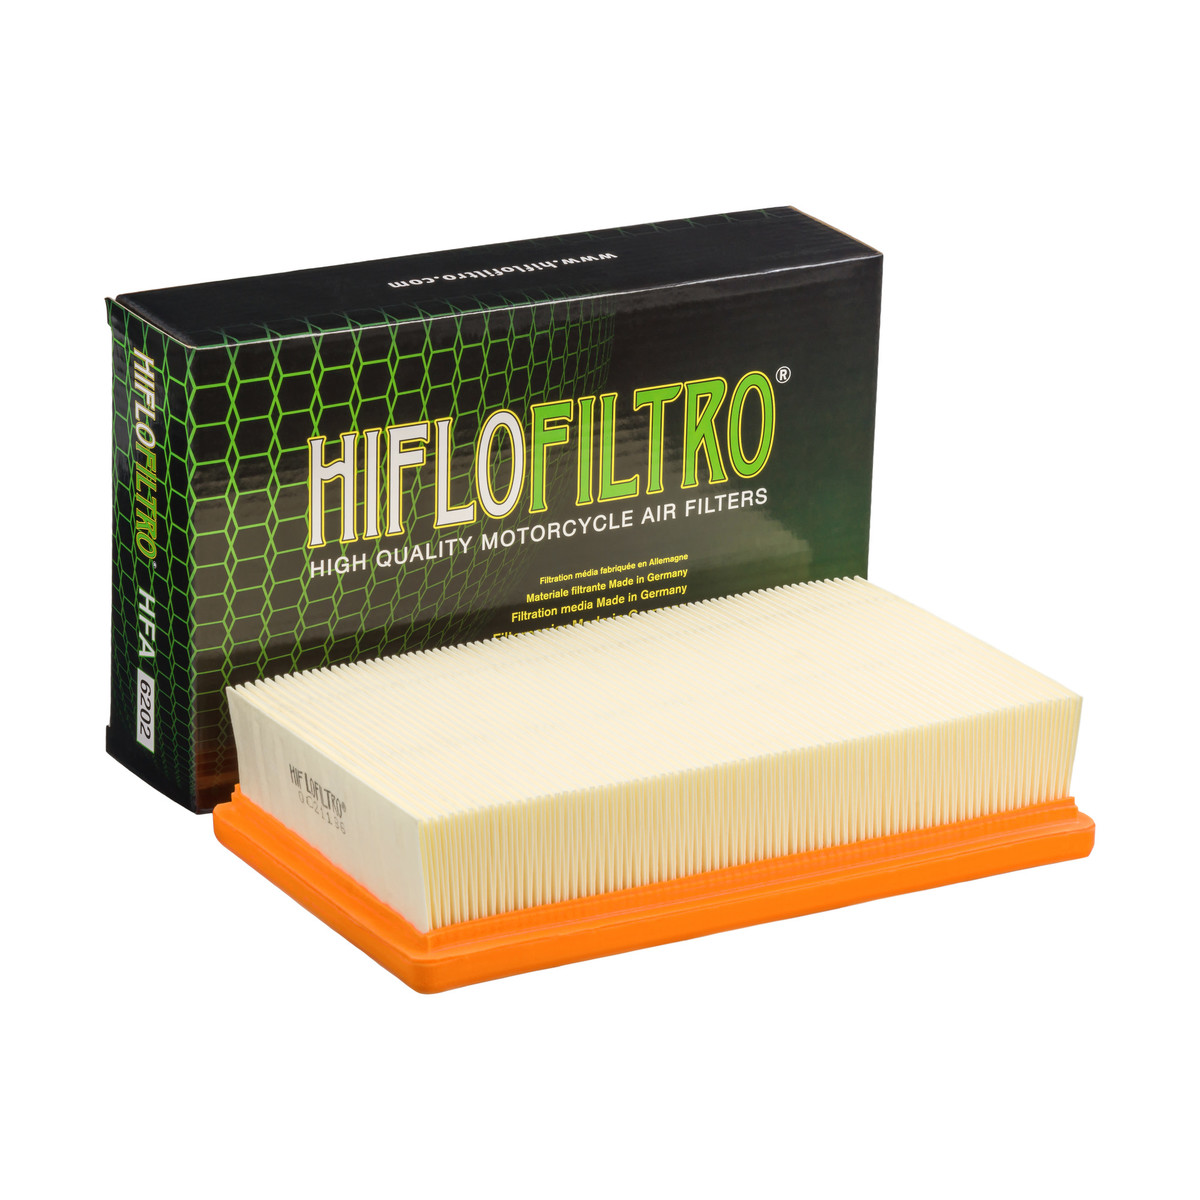 www.hiflofiltro.com
HIFLOFILTRO® HFA 6202
HIFLOFILTRO®
HIGH QUALITY MOTORCYCLE AIR FILTERS
Filtration média fabriquée en Allemagne
Materiale filtrante Made in Germany
Filtration media Made in Germany
HIFLOFILTRO®